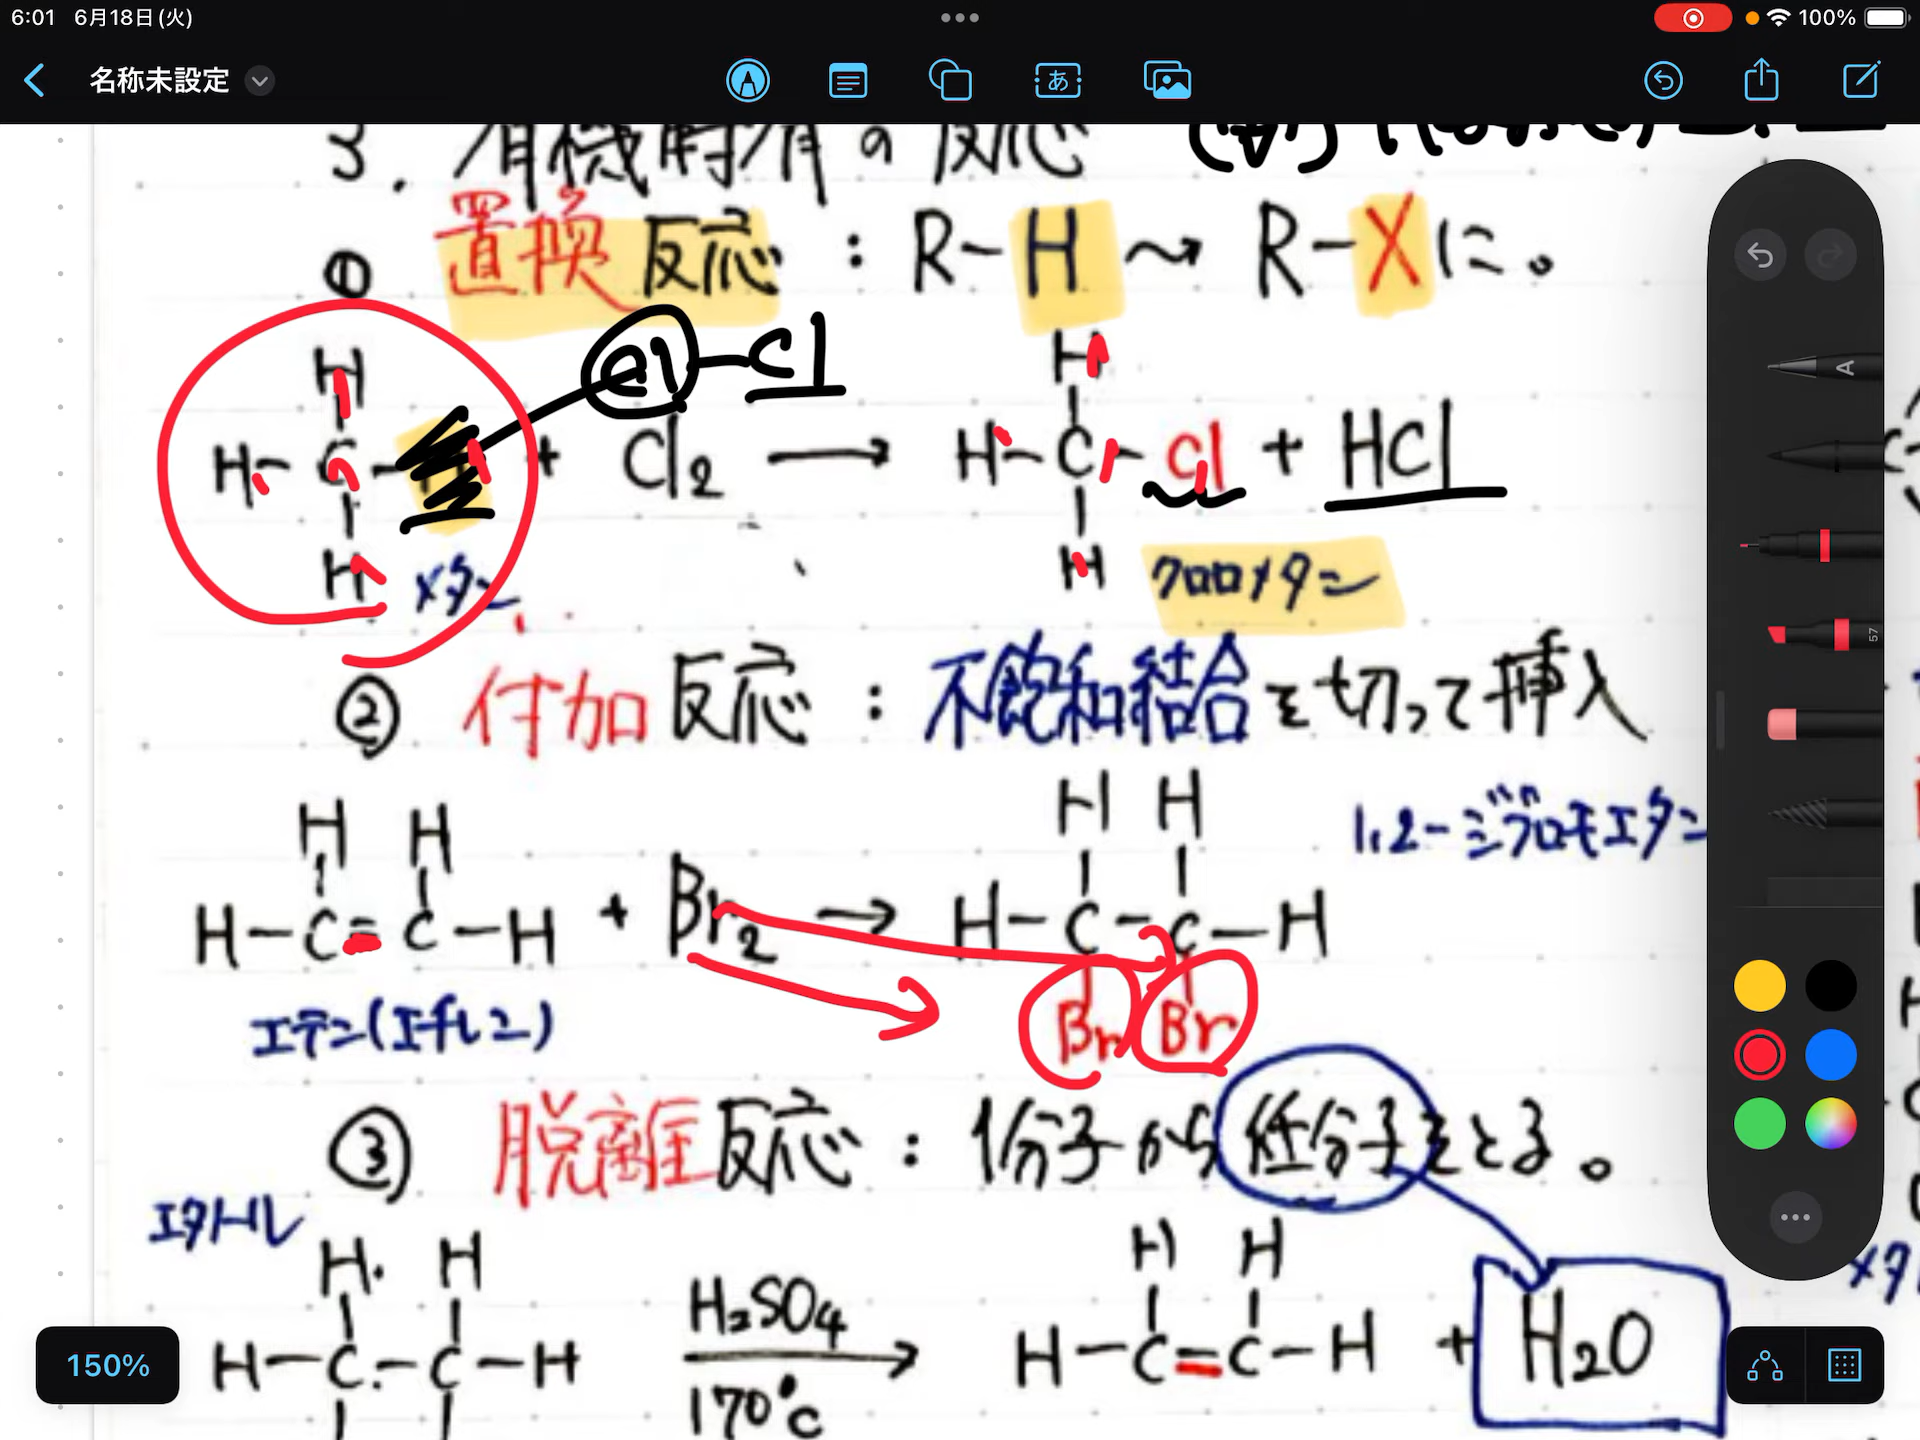 6:01 6月18日(火)
100%
名称未設定
あ
3. 有機特有の反応
① 置換反応 : R-H ⇝ R-X に。
Cl-Cl
H H
H-C-H + Cl₂ → H-C-Cl + HCl
H H
メタン クロロメタン
② 付加反応 : 不飽和結合を切って挿入
1,2-ジブロモエタン
H H H H
H-C=C-H + Br₂ → H-C-C-H
Br Br
エテン(エチレン)
③ 脱離反応 : 1分子から低分子をとる。
エタノール
H H H₂SO₄ H H
H-C-C-H → H-C=C-H + H₂O
170°C
150%
A
57